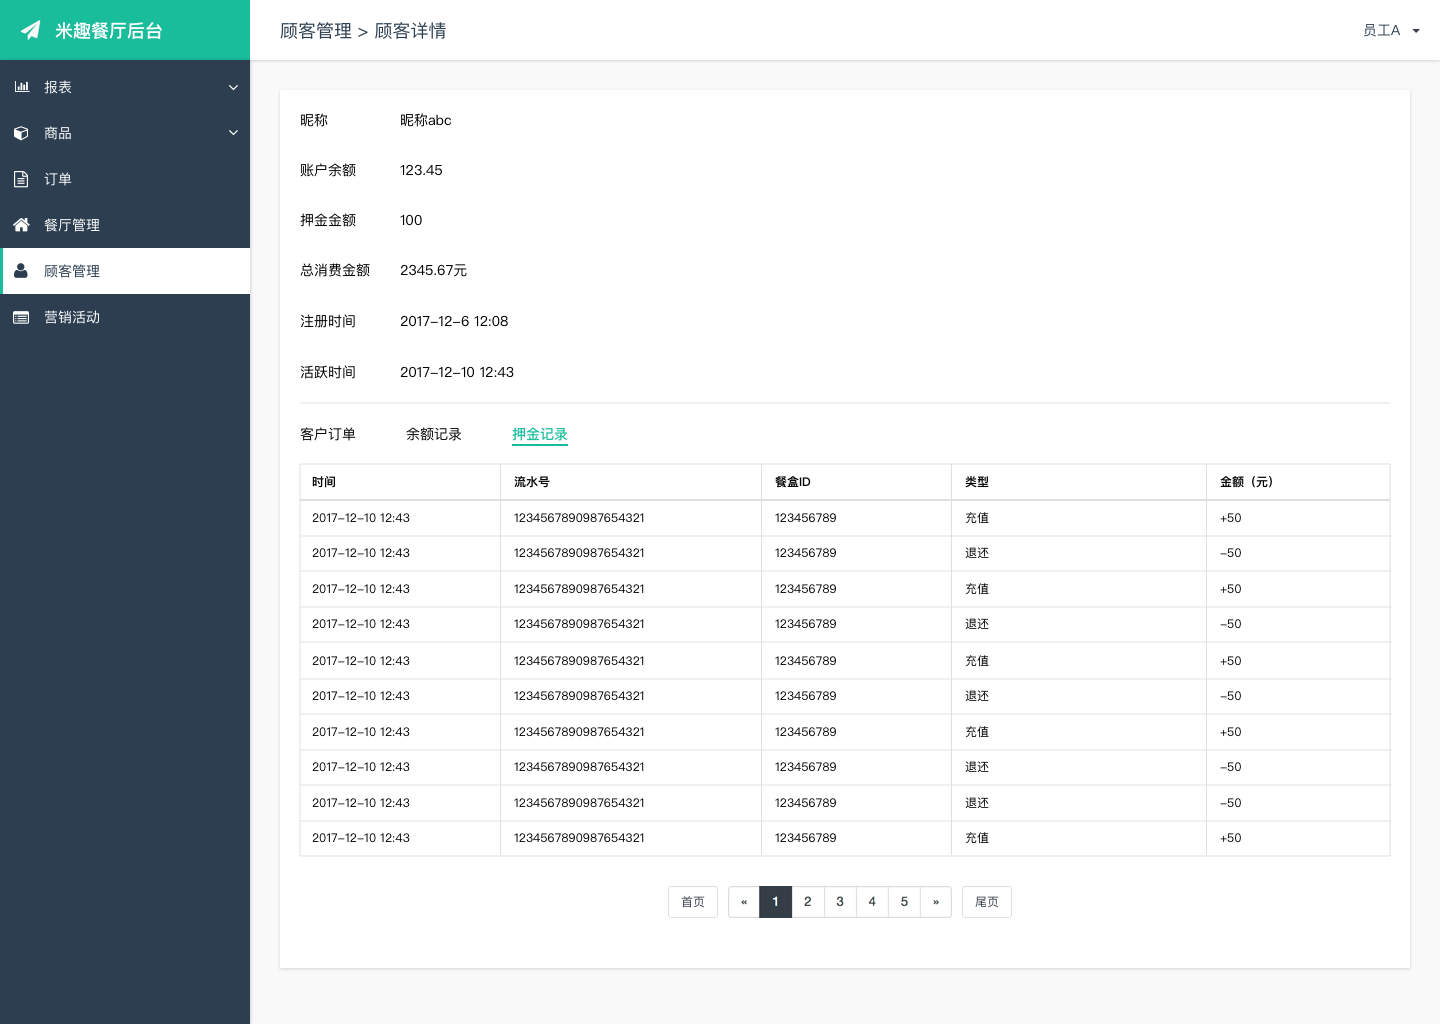 米趣餐厅后台
顾客管理 > 顾客详情
员工A
报表
商品
订单
餐厅管理
顾客管理
营销活动
昵称 昵称abc
账户余额 123.45
押金金额 100
总消费金额 2345.67元
注册时间 2017-12-6 12:08
活跃时间 2017-12-10 12:43
客户订单 余额记录 押金记录
时间 流水号 餐盒ID 类型 金额（元）
2017-12-10 12:43 1234567890987654321 123456789 充值 +50
2017-12-10 12:43 1234567890987654321 123456789 退还 -50
2017-12-10 12:43 1234567890987654321 123456789 充值 +50
2017-12-10 12:43 1234567890987654321 123456789 退还 -50
2017-12-10 12:43 1234567890987654321 123456789 充值 +50
2017-12-10 12:43 1234567890987654321 123456789 退还 -50
2017-12-10 12:43 1234567890987654321 123456789 充值 +50
2017-12-10 12:43 1234567890987654321 123456789 退还 -50
2017-12-10 12:43 1234567890987654321 123456789 退还 -50
2017-12-10 12:43 1234567890987654321 123456789 充值 +50
首页 « 1 2 3 4 5 » 尾页